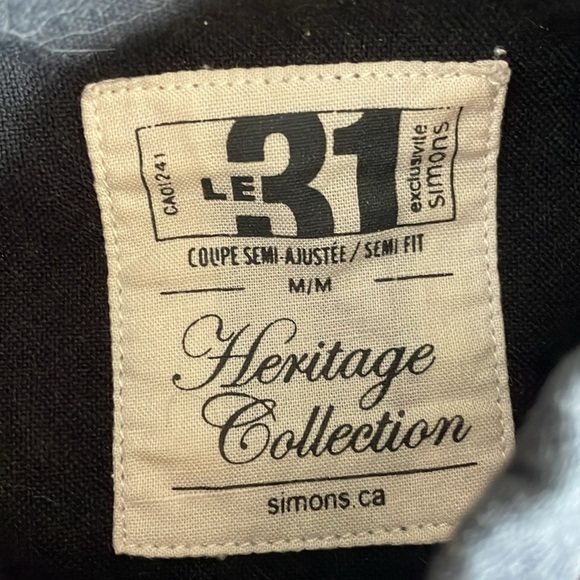 CA01241
LE 31
exclusivité
simons
COUPE SEMI-AJUSTÉE / SEMI FIT
M/M
Heritage
Collection
simons.ca